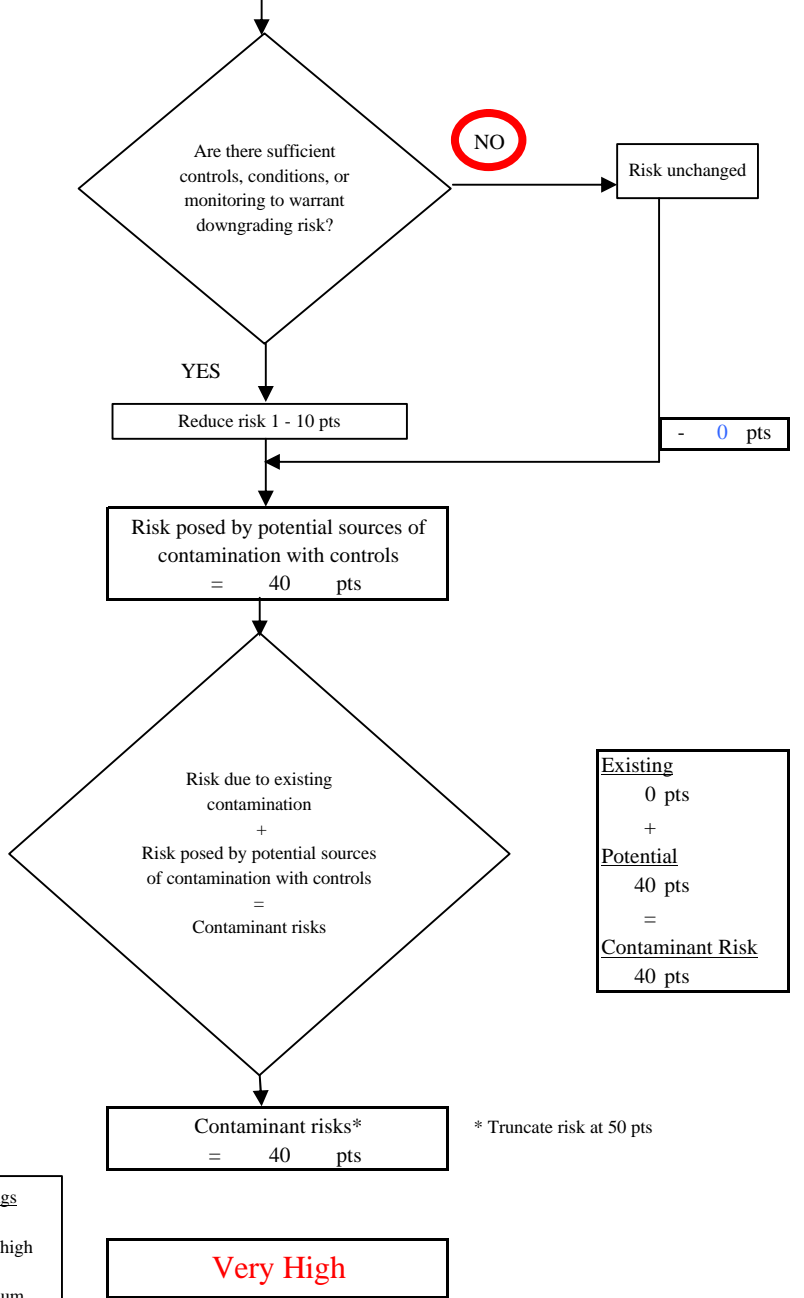 Are there sufficient
controls, conditions, or
monitoring to warrant
downgrading risk?
NO
Risk unchanged
YES
Reduce risk 1 - 10 pts
- 0 pts
Risk posed by potential sources of
contamination with controls
= 40 pts
Risk due to existing
contamination
+
Risk posed by potential sources
of contamination with controls
=
Contaminant risks
Existing
0 pts
+
Potential
40 pts
=
Contaminant Risk
40 pts
Contaminant risks*
= 40 pts
* Truncate risk at 50 pts
gs
high
um
Very High